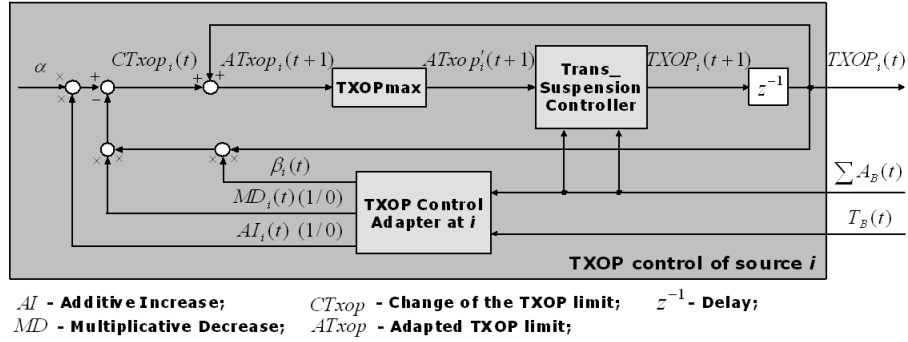 α × × + − CTxop_i(t) + + ATxop_i(t+1) TXOPmax ATxop′_i(t+1) Trans_ Suspension Controller TXOP_i(t+1) z⁻¹ TXOP_i(t)
× × × ×
β_i(t)
MD_i(t)(1/0)
AI_i(t) (1/0)
TXOP Control
Adapter at i
∑ A_B(t)
T_B(t)
TXOP control of source i
AI - Additive Increase; CTxop - Change of the TXOP limit; z⁻¹ - Delay;
MD - Multiplicative Decrease; ATxop - Adapted TXOP limit;